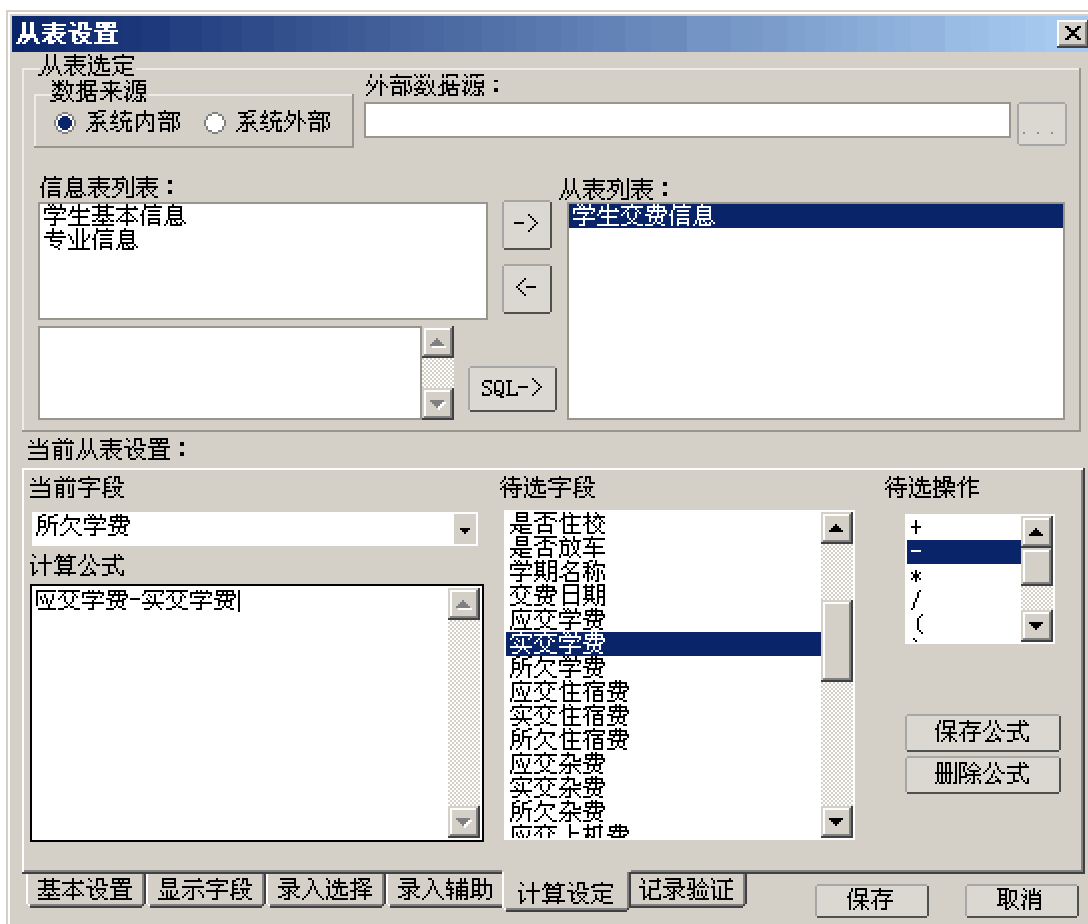 从表设置
从表选定
数据来源
系统内部 系统外部
外部数据源：
...
信息表列表：
学生基本信息
专业信息
->
<-
SQL->
从表列表：
学生交费信息
当前从表设置：
当前字段
所欠学费
计算公式
应交学费-实交学费
待选字段
是否住校
是否放车
学期名称
交费日期
应交学费
实交学费
所欠学费
应交住宿费
实交住宿费
所欠住宿费
应交杂费
实交杂费
所欠杂费
应交上机费
待选操作
+
-
*
/
(
保存公式
删除公式
基本设置 显示字段 录入选择 录入辅助 计算设定 记录验证
保存 取消